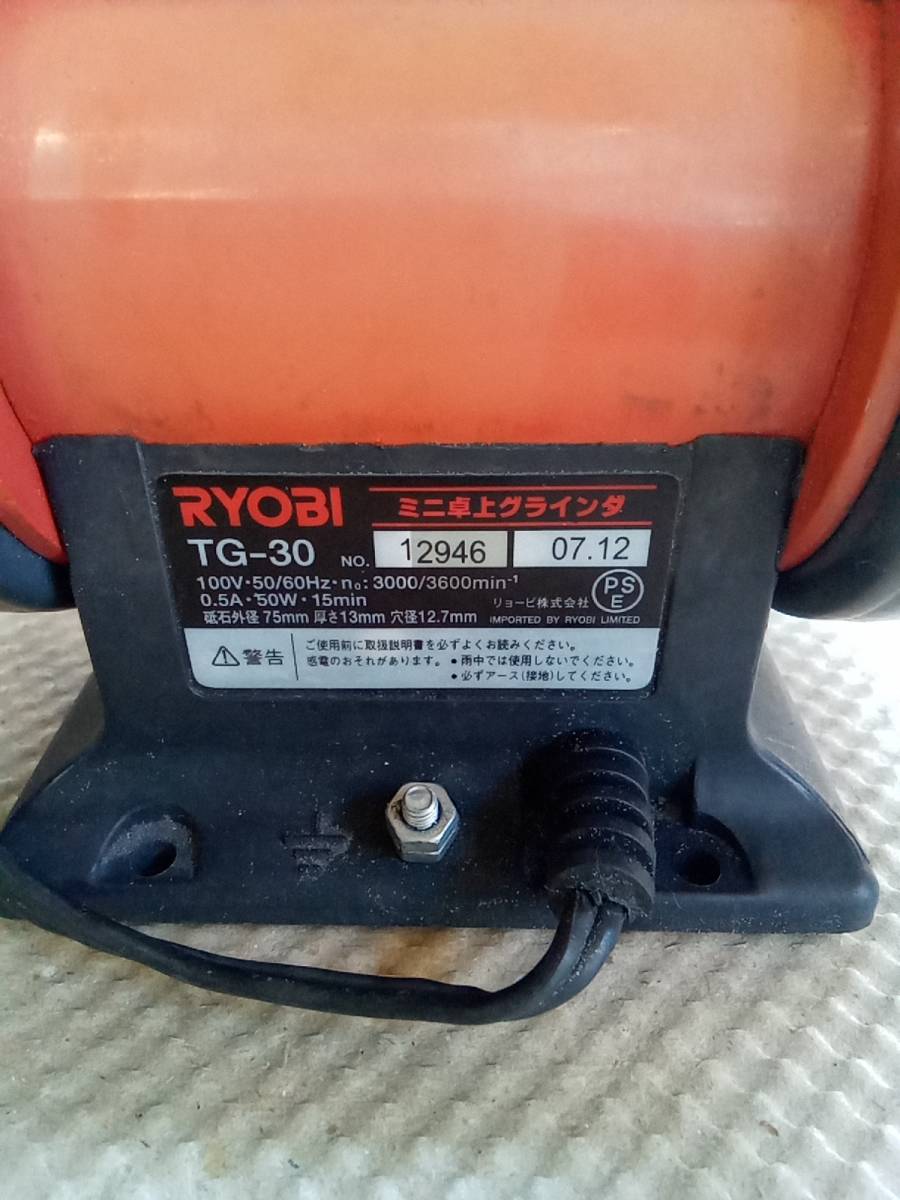 RYOBI ミニ卓上グラインダ
TG-30 NO. 12946 07.12
100V・50/60Hz・n₀: 3000/3600min⁻¹
0.5A・50W・15min
リョービ株式会社 PSE
砥石外径 75mm 厚さ13mm 穴径12.7mm IMPORTED BY RYOBI LIMITED
警告
ご使用前に取扱説明書を必ずよくお読みください。
感電のおそれがあります。 ●雨中では使用しないでください。
●必ずアース(接地)してください。